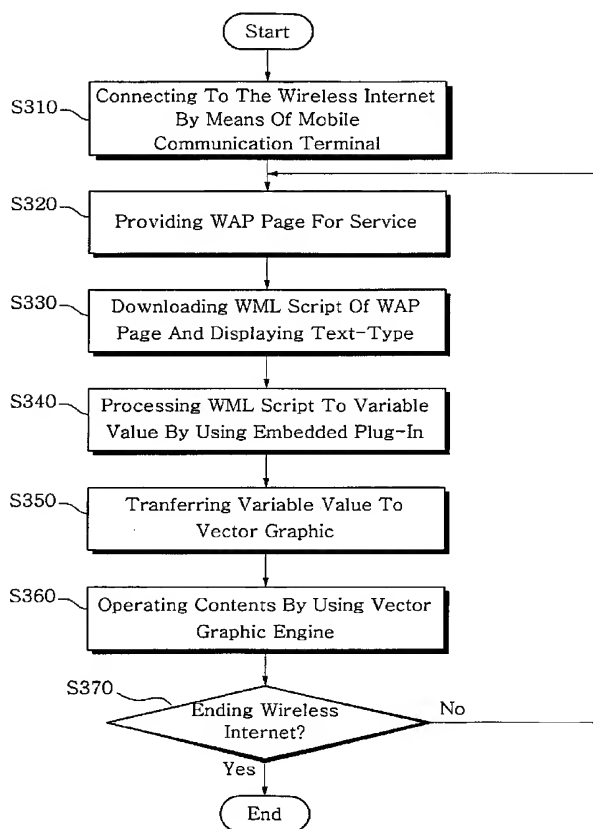 Start
S310
Connecting To The Wireless Internet
By Means Of Mobile
Communication Terminal
S320
Providing WAP Page For Service
S330
Downloading WML Script Of WAP
Page And Displaying Text-Type
S340
Processing WML Script To Variable
Value By Using Embedded Plug-In
S350
Tranferring Variable Value To
Vector Graphic
S360
Operating Contents By Using Vector
Graphic Engine
S370
Ending Wireless
Internet?
No
Yes
End